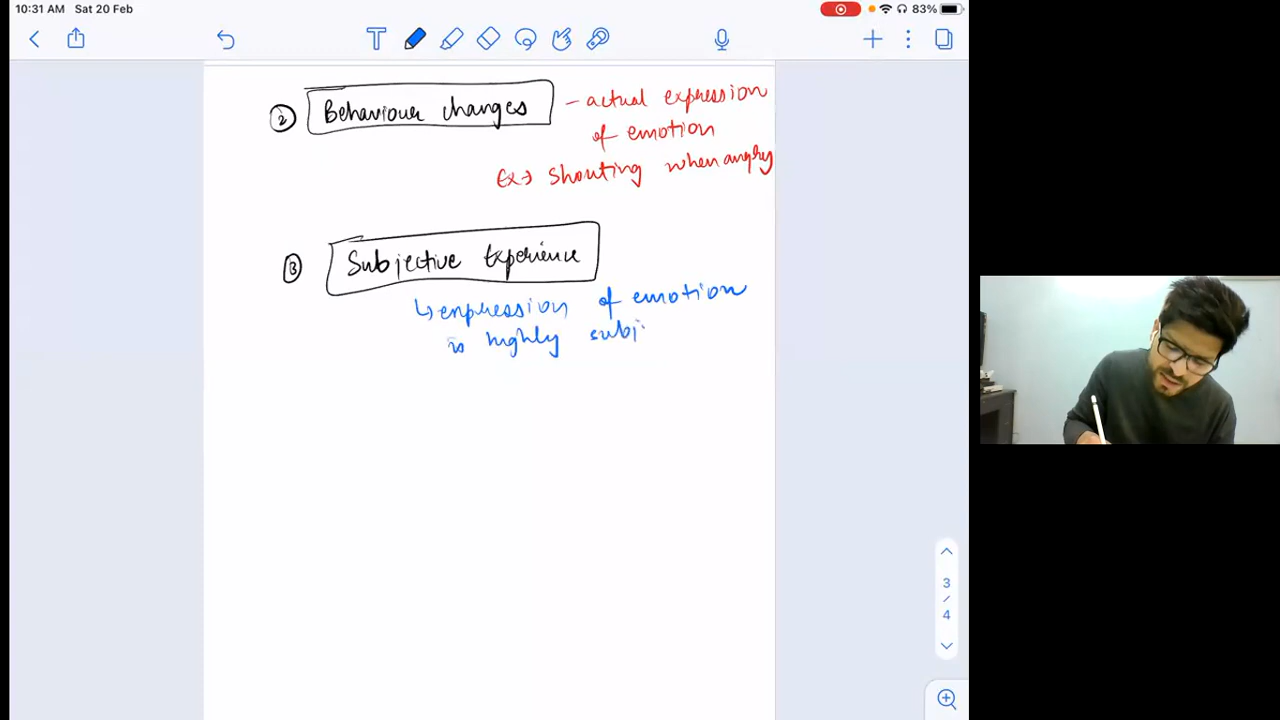 10:31 AM Sat 20 Feb
83%
② Behaviour changes - actual expression
of emotion
Ex → shouting when angry
③ Subjective Experience
↳ expression of emotion
is highly subj
3
/
4